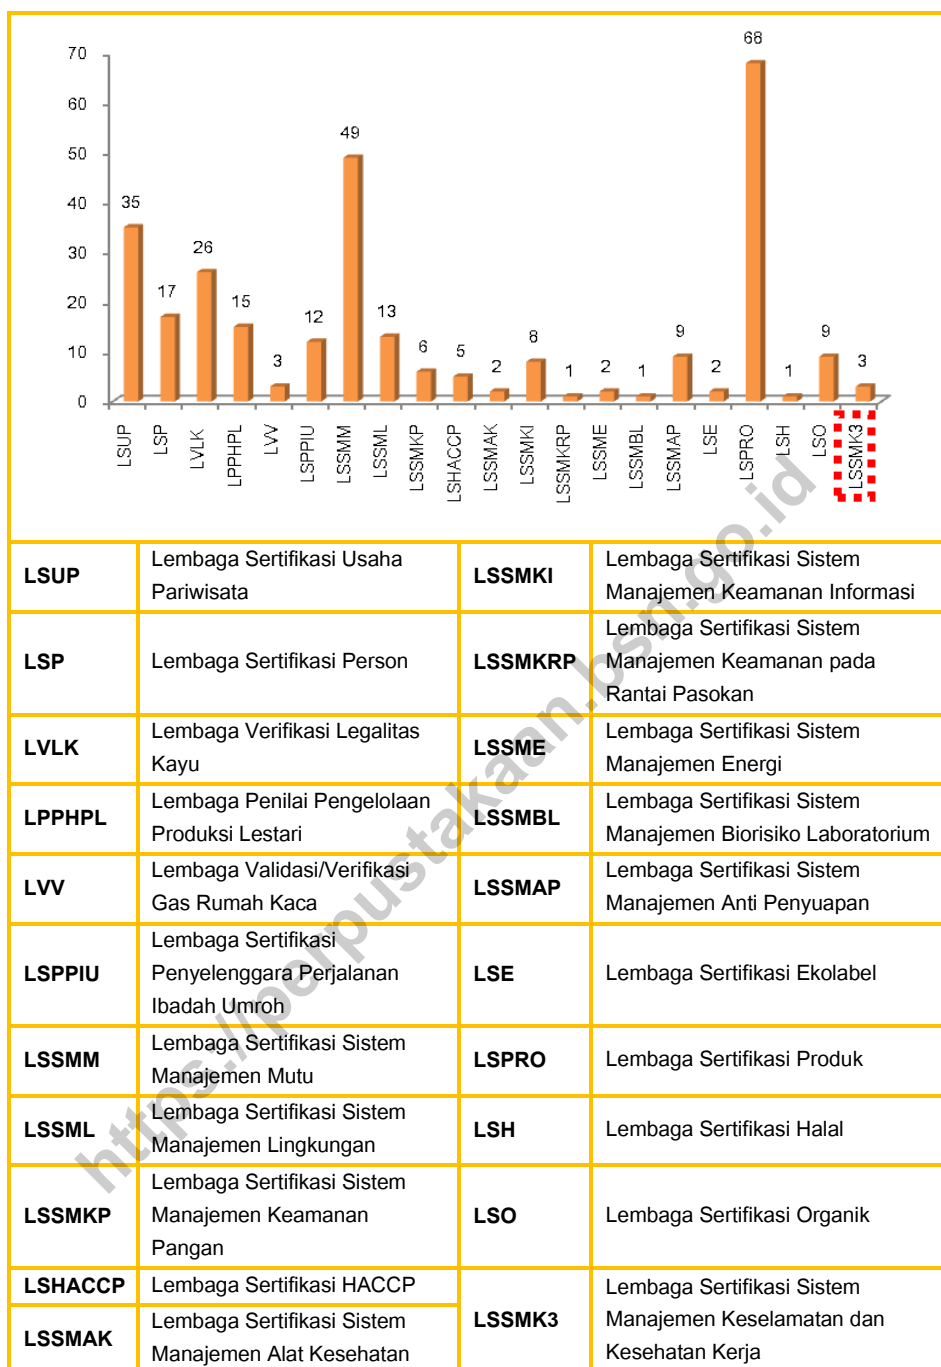 70
60
50
40
30
20
10
0
35
17
26
15
3
12
49
13
6
5
2
8
1
2
1
9
2
68
1
9
3
LSUP
LSP
LVLK
LPPHPL
LVV
LSPPIU
LSSMM
LSSML
LSSMKP
LSHACCP
LSSMAK
LSSMKI
LSSMKRP
LSSME
LSSMBL
LSSMAP
LSE
LSPRO
LSH
LSO
LSSMK3
LSUP
Lembaga Sertifikasi Usaha
Pariwisata
LSSMKI
Lembaga Sertifikasi Sistem
Manajemen Keamanan Informasi
LSP
Lembaga Sertifikasi Person
LSSMKRP
Lembaga Sertifikasi Sistem
Manajemen Keamanan pada
Rantai Pasokan
LVLK
Lembaga Verifikasi Legalitas
Kayu
LSSME
Lembaga Sertifikasi Sistem
Manajemen Energi
LPPHPL
Lembaga Penilai Pengelolaan
Produksi Lestari
LSSMBL
Lembaga Sertifikasi Sistem
Manajemen Biorisiko Laboratorium
LVV
Lembaga Validasi/Verifikasi
Gas Rumah Kaca
LSSMAP
Lembaga Sertifikasi Sistem
Manajemen Anti Penyuapan
LSPPIU
Lembaga Sertifikasi
Penyelenggara Perjalanan
Ibadah Umroh
LSE
Lembaga Sertifikasi Ekolabel
LSSMM
Lembaga Sertifikasi Sistem
Manajemen Mutu
LSPRO
Lembaga Sertifikasi Produk
LSSML
Lembaga Sertifikasi Sistem
Manajemen Lingkungan
LSH
Lembaga Sertifikasi Halal
LSSMKP
Lembaga Sertifikasi Sistem
Manajemen Keamanan
Pangan
LSO
Lembaga Sertifikasi Organik
LSHACCP
Lembaga Sertifikasi HACCP
LSSMK3
Lembaga Sertifikasi Sistem
Manajemen Keselamatan dan
Kesehatan Kerja
LSSMAK
Lembaga Sertifikasi Sistem
Manajemen Alat Kesehatan
https://perpustakaan.bsn.go.id